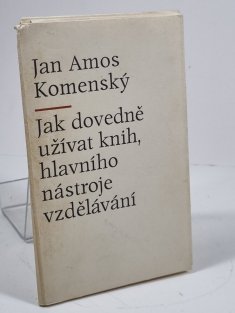 Jan Amos
Komenský
Jak dovedně
užívat knih,
hlavního
nástroje
vzdělávání